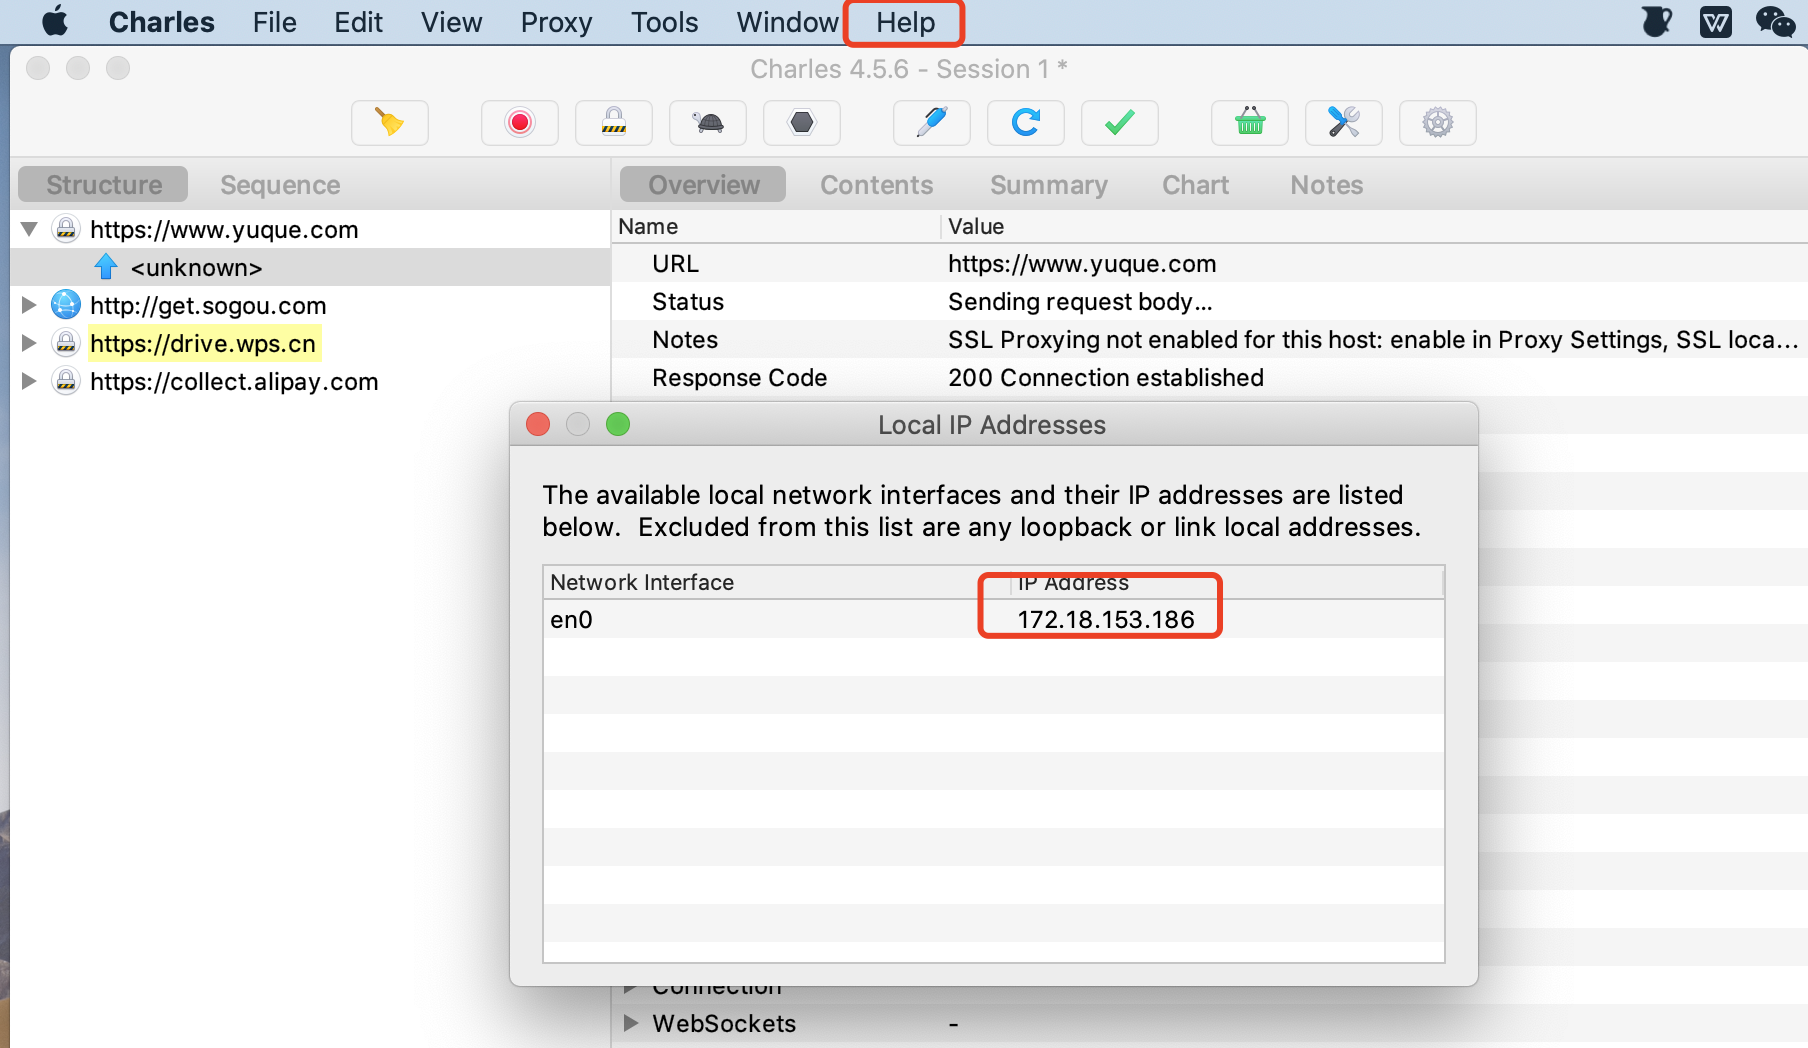 Charles File Edit View Proxy Tools Window Help
Charles 4.5.6 - Session 1 *
Structure Sequence
Overview Contents Summary Chart Notes
https://www.yuque.com
<unknown>
http://get.sogou.com
https://drive.wps.cn
https://collect.alipay.com
Name Value
URL https://www.yuque.com
Status Sending request body...
Notes SSL Proxying not enabled for this host: enable in Proxy Settings, SSL loca...
Response Code 200 Connection established
Local IP Addresses
The available local network interfaces and their IP addresses are listed
below.  Excluded from this list are any loopback or link local addresses.
Network Interface IP Address
en0 172.18.153.186
Connection
WebSockets -